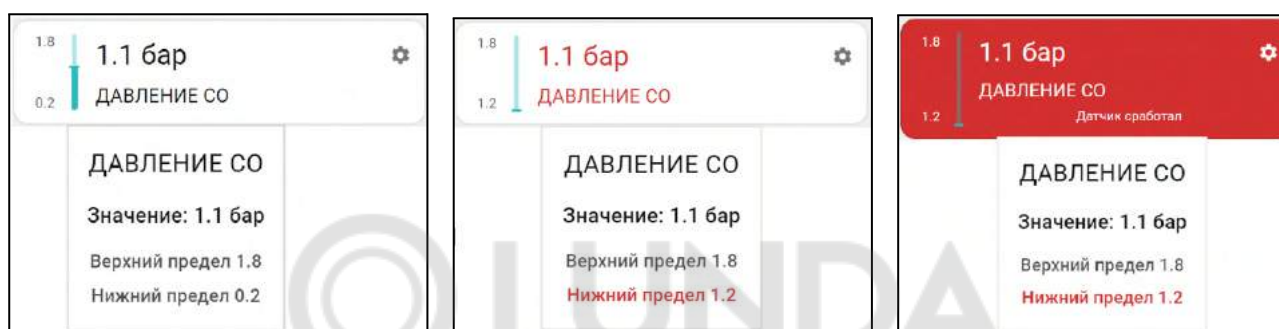 1.8
1.1 бар
0.2
ДАВЛЕНИЕ СО
ДАВЛЕНИЕ СО
Значение: 1.1 бар
Верхний предел 1.8
Нижний предел 0.2
1.8
1.1 бар
1.2
ДАВЛЕНИЕ СО
ДАВЛЕНИЕ СО
Значение: 1.1 бар
Верхний предел 1.8
Нижний предел 1.2
1.8
1.1 бар
ДАВЛЕНИЕ СО
1.2
Датчик сработал
ДАВЛЕНИЕ СО
Значение: 1.1 бар
Верхний предел 1.8
Нижний предел 1.2
LUNDA